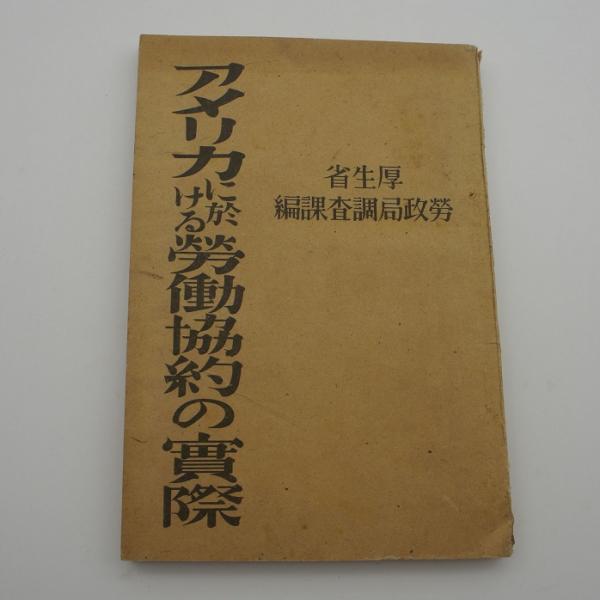 アメリカに於ける勞働協約の實際
厚生省
勞政局調査課編